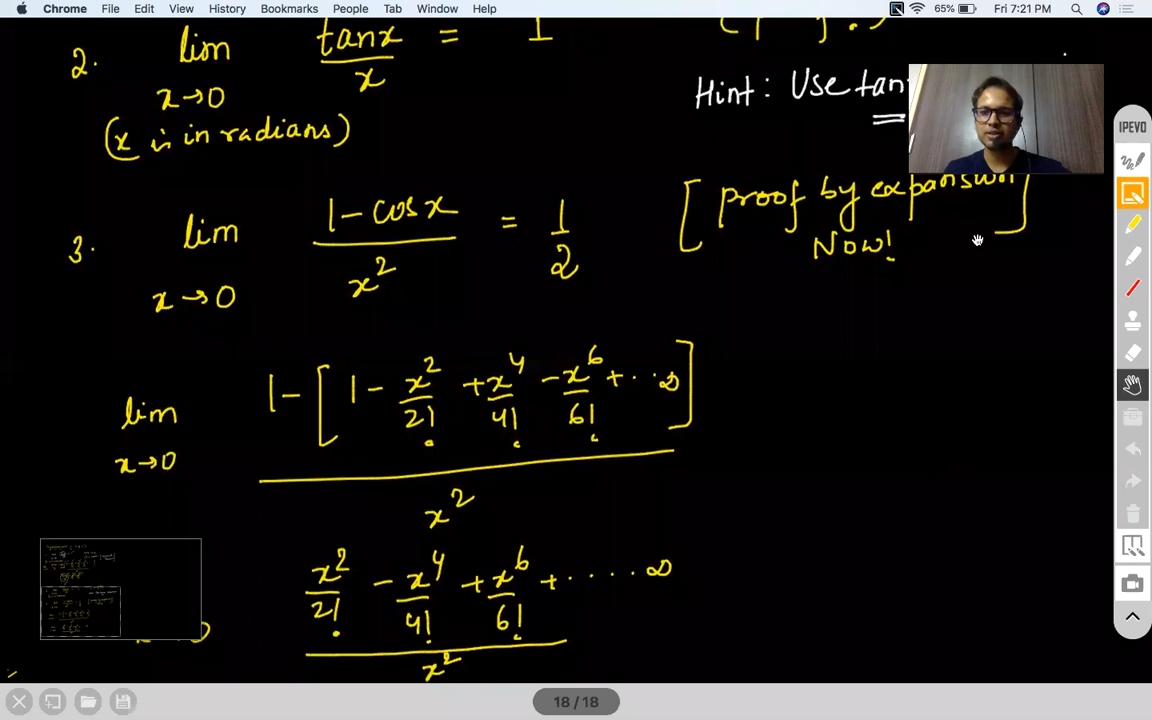 Chrome File Edit View History Bookmarks People Tab Window Help 65% Fri 7:21 PM
2. lim x→0 tanx/x = 1
(x is in radians)
Hint: Use tan
IPEVO
3. lim x→0 1-cosx/x² = 1/2
[proof by expansion
Now!]
lim x→0 1-[1-x²/2!+x⁴/4!-x⁶/6!+..∞]/x²
x²/2!-x⁴/4!+x⁶/6!+....∞/x²
18 / 18